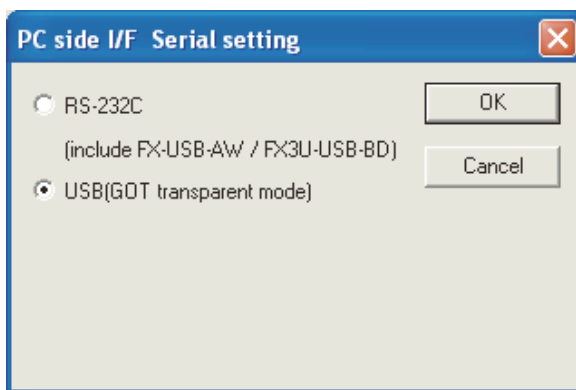 PC side I/F Serial setting
RS-232C
(include FX-USB-AW / FX3U-USB-BD)
USB(GOT transparent mode)
OK
Cancel